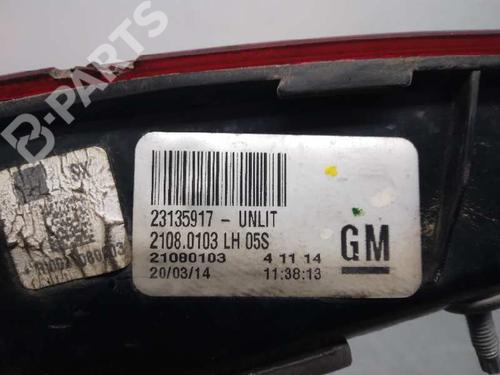 B-PARTS
SX
23135917 - UNLIT
2108.0103 LH 05S
21080103 4 11 14
20/03/14 11:38:13
GM